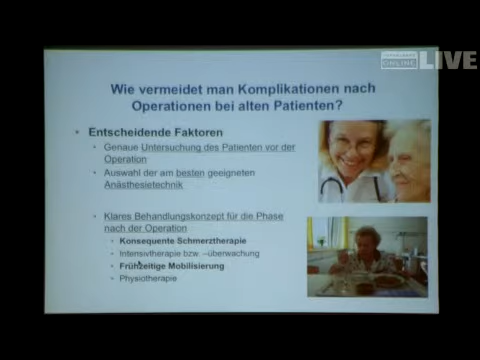 ONLINE LIVE
Wie vermeidet man Komplikationen nach
Operationen bei alten Patienten?
• Entscheidende Faktoren
• Genaue Untersuchung des Patienten vor der
Operation
• Auswahl der am besten geeigneten
Anästhesietechnik
• Klares Behandlungskonzept für die Phase
nach der Operation
• Konsequente Schmerztherapie
• Intensivtherapie bzw. –überwachung
• Frühzeitige Mobilisierung
• Physiotherapie